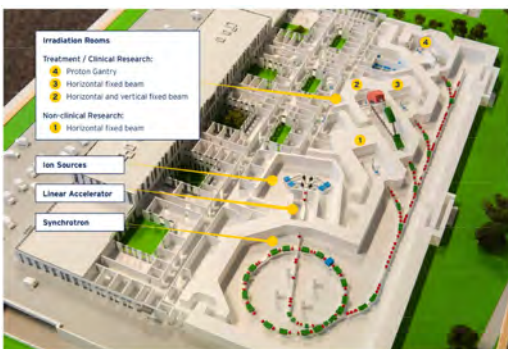 Irradiation Rooms
Treatment / Clinical Research:
4 Proton Gantry
3 Horizontal fixed beam
2 Horizontal and vertical fixed beam
Non-clinical Research:
1 Horizontal fixed beam
4
2 3
1
Ion Sources
Linear Accelerator
Synchrotron